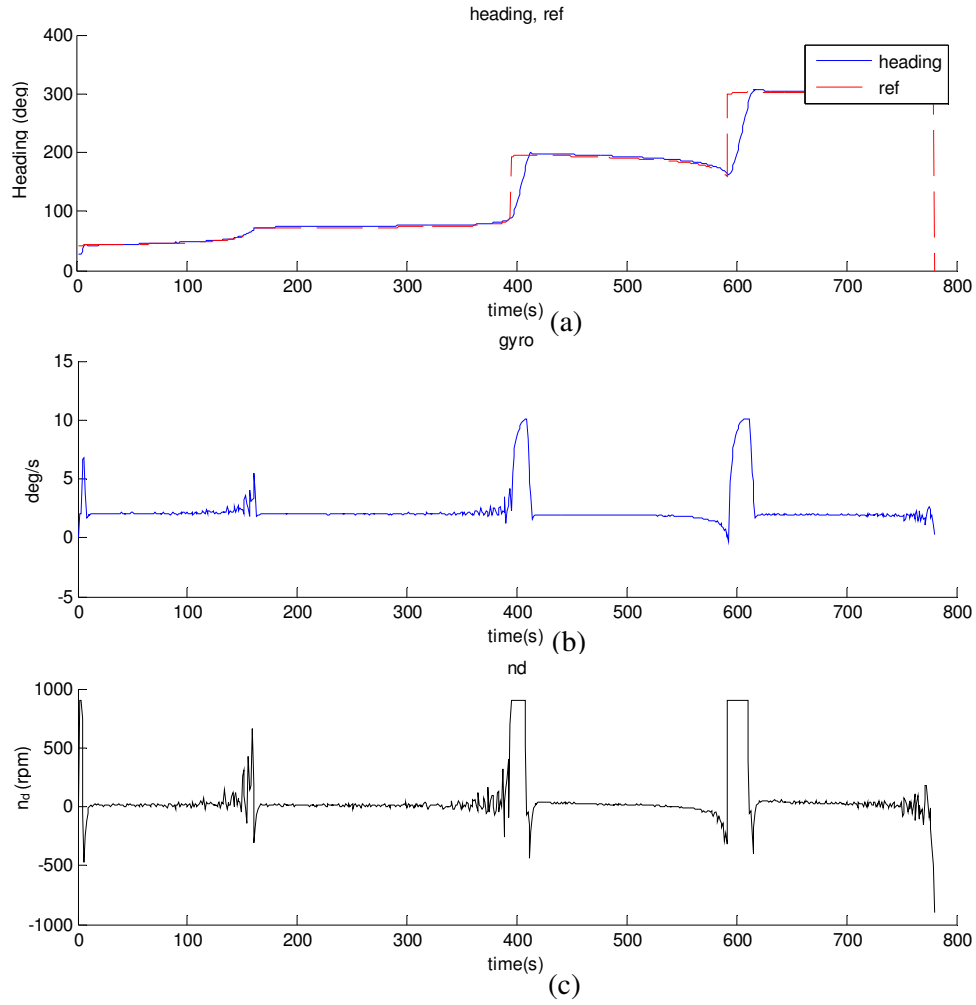 heading, ref
Heading (deg)
400
300
200
100
0
heading
ref
0 100 200 300 400 500 600 700 800
time(s)
(a)
gyro
deg/s
15
10
5
0
-5
0 100 200 300 400 500 600 700 800
time(s)
(b)
nd
n_d (rpm)
1000
500
0
-500
-1000
0 100 200 300 400 500 600 700 800
time(s)
(c)